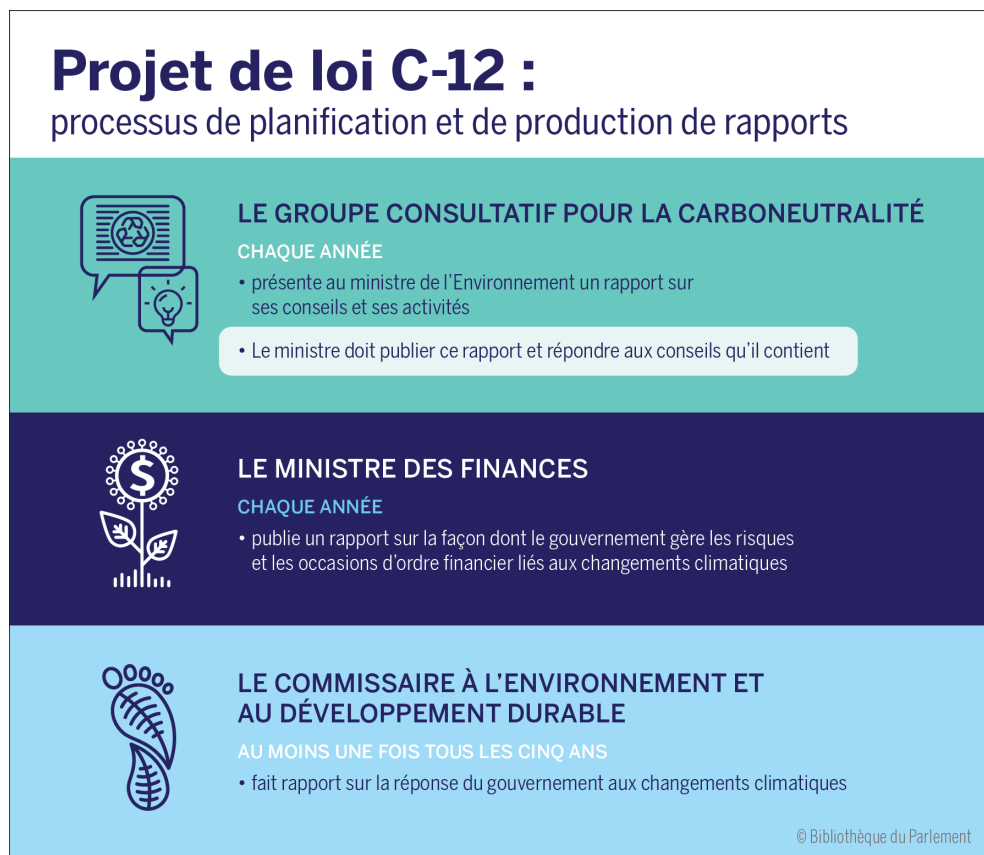 Projet de loi C-12 :
processus de planification et de production de rapports
LE GROUPE CONSULTATIF POUR LA CARBONEUTRALITÉ
CHAQUE ANNÉE
• présente au ministre de l'Environnement un rapport sur
ses conseils et ses activités
• Le ministre doit publier ce rapport et répondre aux conseils qu'il contient
$
LE MINISTRE DES FINANCES
CHAQUE ANNÉE
• publie un rapport sur la façon dont le gouvernement gère les risques
et les occasions d'ordre financier liés aux changements climatiques
LE COMMISSAIRE À L'ENVIRONNEMENT ET
AU DÉVELOPPEMENT DURABLE
AU MOINS UNE FOIS TOUS LES CINQ ANS
• fait rapport sur la réponse du gouvernement aux changements climatiques
© Bibliothèque du Parlement